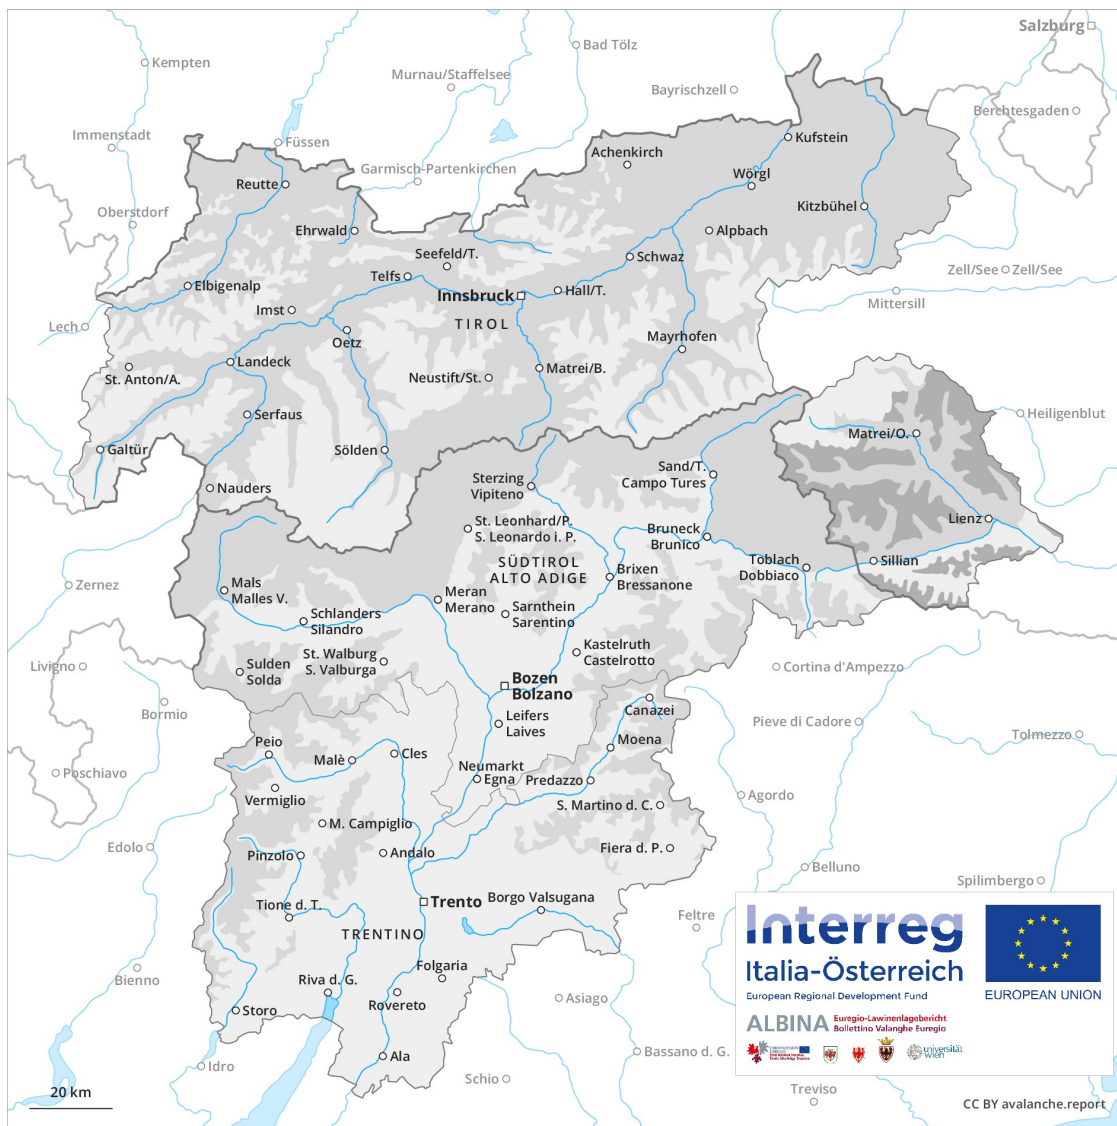 Salzburg
Bad Tölz
Kempten
Murnau/Staffelsee
Bayrischzell
Berchtesgaden
Immenstadt
Kufstein
Füssen
Achenkirch
Garmisch-Partenkirchen
Wörgl
Reutte
Kitzbühel
Oberstdorf
Ehrwald
Alpbach
Seefeld/T.
Schwaz
Telfs
Zell/See
Zell/See
Elbigenalp
Innsbruck
Hall/T.
Mittersill
Imst
TIROL
Lech
Oetz
Mayrhofen
Landeck
Matrei/B.
St. Anton/A.
Neustift/St.
Serfaus
Heiligenblut
Matrei/O.
Galtür
Sölden
Sand/T.
Campo Tures
Sterzing
Vipiteno
Nauders
Lienz
St. Leonhard/P.
S. Leonardo i. P.
Bruneck
Brunico
SÜDTIROL
ALTO ADIGE
Toblach
Dobbiaco
Sillian
Brixen
Bressanone
Zernez
Mals
Malles V.
Meran
Merano
Schlanders
Silandro
Sarnthein
Sarentino
Kastelruth
Castelrotto
St. Walburg
S. Valburga
Livigno
Sulden
Solda
Cortina d'Ampezzo
Bozen
Bolzano
Bormio
Canazei
Leifers
Laives
Pieve di Cadore
Tolmezzo
Peio
Moena
Cles
Malè
Neumarkt
Egna
Poschiavo
Predazzo
Vermiglio
Agordo
S. Martino d. C.
M. Campiglio
Edolo
Pinzolo
Andalo
Fiera d. P.
Belluno
Spilimbergo
Trento
Borgo Valsugana
Tione d. T.
Feltre
TRENTINO
Interreg
Italia-Österreich
European Regional Development Fund
EUROPEAN UNION
Folgaria
Bienno
Riva d. G.
Rovereto
Asiago
Storo
ALBINA
Euregio-Lawinenlagebericht
Bollettino Valanghe Euregio
universität
wien
Ala
Bassano d. G.
Idro
Schio
Treviso
20 km
CC BY avalanche.report